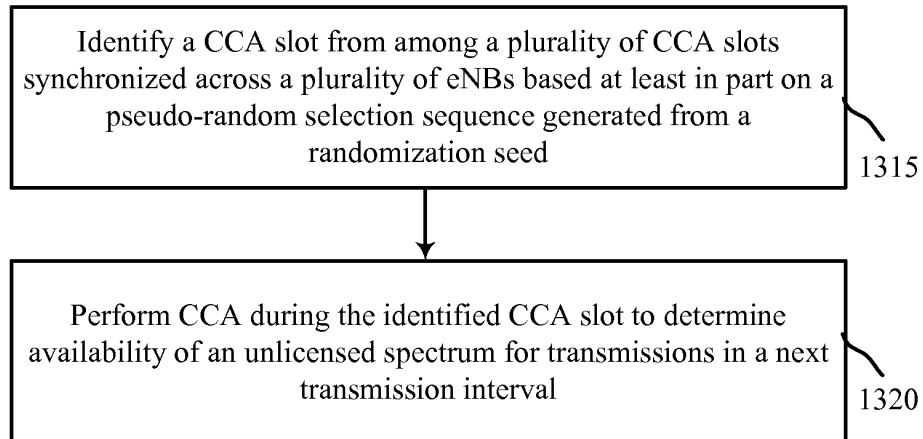 Identify a CCA slot from among a plurality of CCA slots
synchronized across a plurality of eNBs based at least in part on a
pseudo-random selection sequence generated from a
randomization seed
1315
Perform CCA during the identified CCA slot to determine
availability of an unlicensed spectrum for transmissions in a next
transmission interval
1320